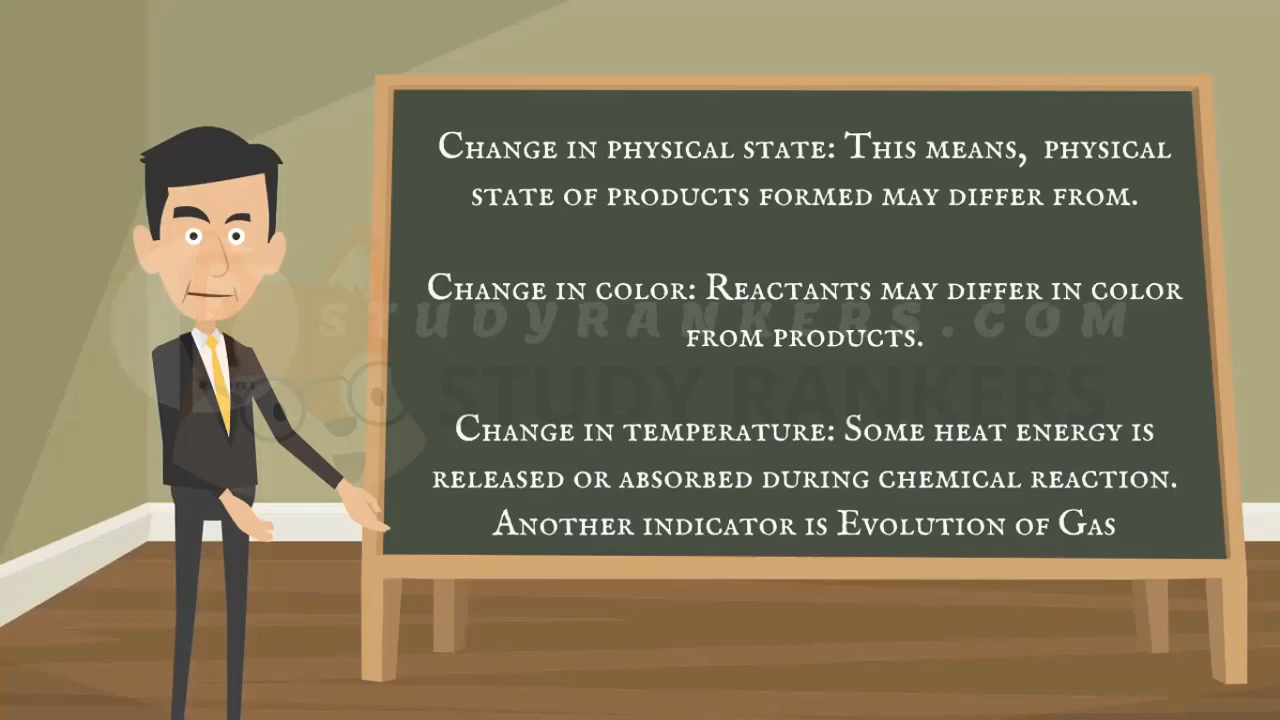 Change in physical state: This means, physical
state of products formed may differ from.
Change in color: Reactants may differ in color
from products.
STUDYRANKERS.COM
STUDY RANKERS
Change in temperature: Some heat energy is
released or absorbed during chemical reaction.
Another indicator is Evolution of Gas